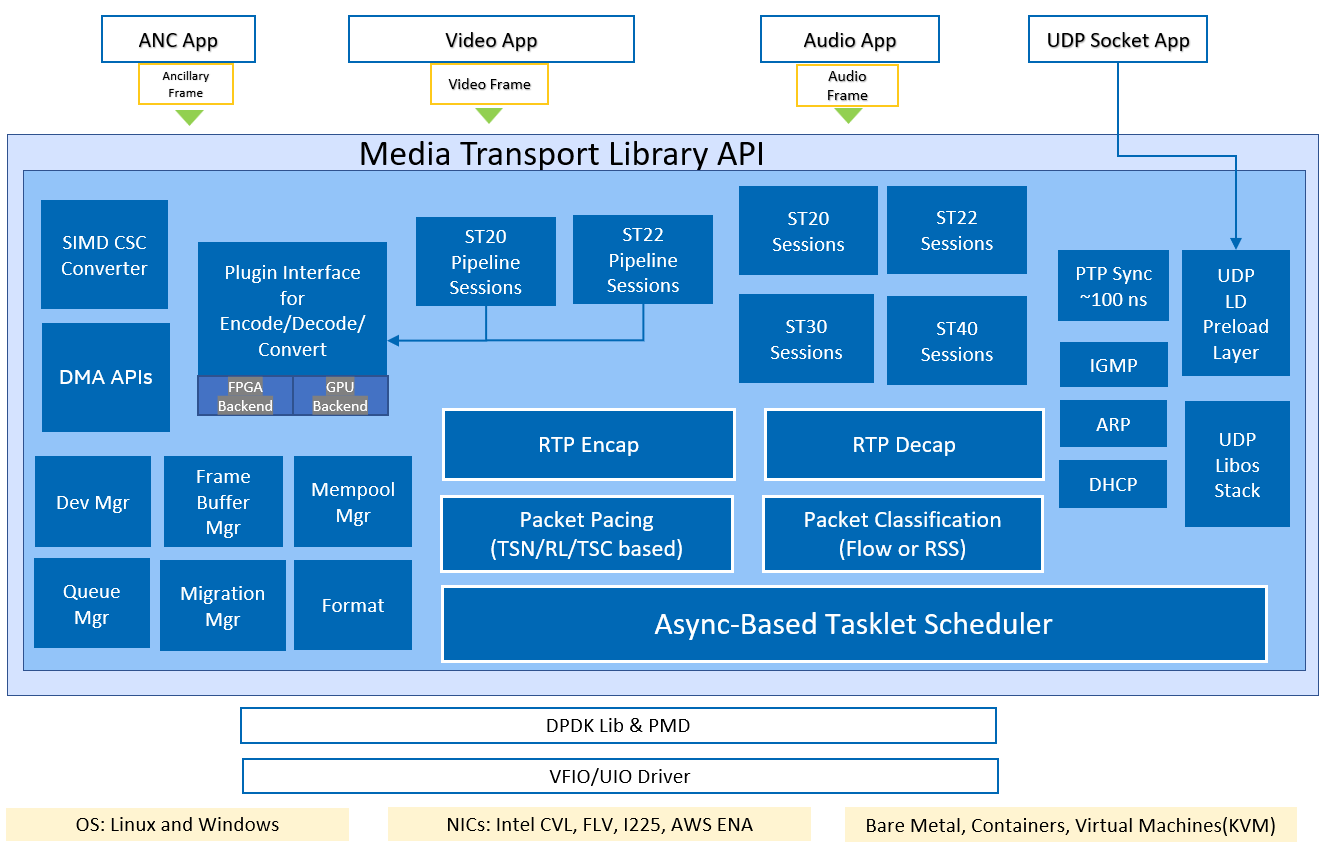 ANC App
Video App
Audio App
UDP Socket App
Ancillary
Frame
Video Frame
Audio
Frame
Media Transport Library API
SIMD CSC
Converter
DMA APIs
Plugin Interface
for
Encode/Decode/
Convert
FPGA
Backend
GPU
Backend
ST20
Pipeline
Sessions
ST22
Pipeline
Sessions
ST20
Sessions
ST22
Sessions
ST30
Sessions
ST40
Sessions
PTP Sync
~100 ns
IGMP
ARP
DHCP
UDP
LD
Preload
Layer
UDP
Libos
Stack
RTP Encap
RTP Decap
Packet Pacing
(TSN/RL/TSC based)
Packet Classification
(Flow or RSS)
Dev Mgr
Frame
Buffer
Mgr
Mempool
Mgr
Queue
Mgr
Migration
Mgr
Format
Async-Based Tasklet Scheduler
DPDK Lib & PMD
VFIO/UIO Driver
OS: Linux and Windows
NICs: Intel CVL, FLV, I225, AWS ENA
Bare Metal, Containers, Virtual Machines(KVM)